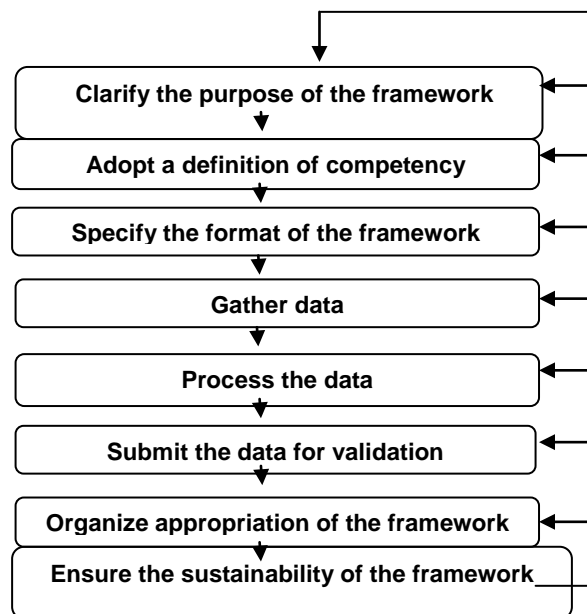 Clarify the purpose of the framework
Adopt a definition of competency
Specify the format of the framework
Gather data
Process the data
Submit the data for validation
Organize appropriation of the framework
Ensure the sustainability of the framework